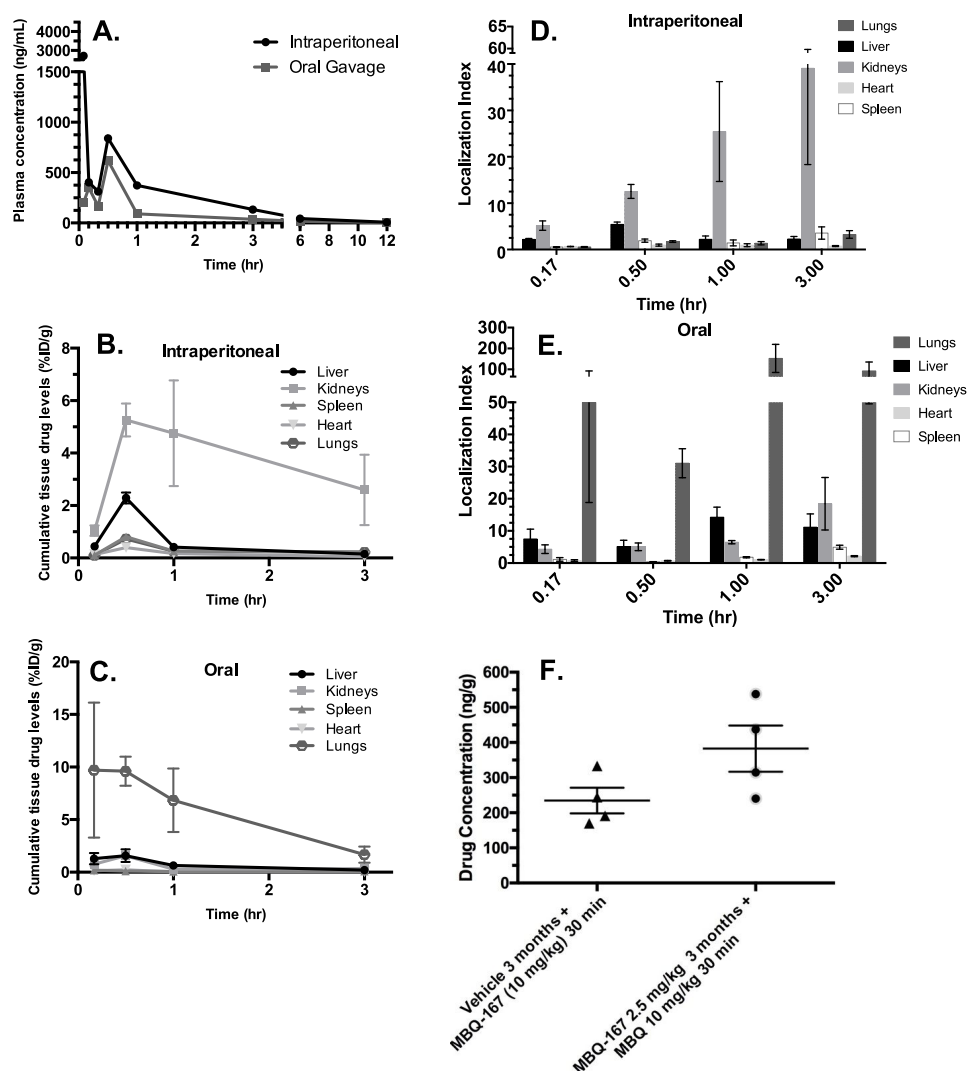 A.
Intraperitoneal
Oral Gavage
Plasma concentration (ng/mL)
4500
3500
2500
1500
1000
500
0
0 1 2 3 6 8 10 12
Time (hr)
B.
Intraperitoneal
Liver
Kidneys
Spleen
Heart
Lungs
Cumulative tissue drug levels (%ID/g)
8
6
4
2
0
0 1 2 3
Time (hr)
C.
Oral
Liver
Kidneys
Spleen
Heart
Lungs
Cumulative tissue drug levels (%ID/g)
20
15
10
5
0
0 1 2 3
Time (hr)
D.
Intraperitoneal
Lungs
Liver
Kidneys
Heart
Spleen
Localization Index
65
60
40
30
20
10
0
0.17 0.50 1.00 3.00
Time (hr)
E.
Oral
Lungs
Liver
Kidneys
Heart
Spleen
Localization Index
300
200
100
50
40
30
20
10
0
0.17 0.50 1.00 3.00
Time (hr)
F.
Drug Concentration (ng/g)
600
500
400
300
200
100
0
Vehicle 3 months +
MBQ-167 (10 mg/kg) 30 min
MBQ-167 2.5 mg/kg 3 months +
MBQ 10 mg/kg 30 min